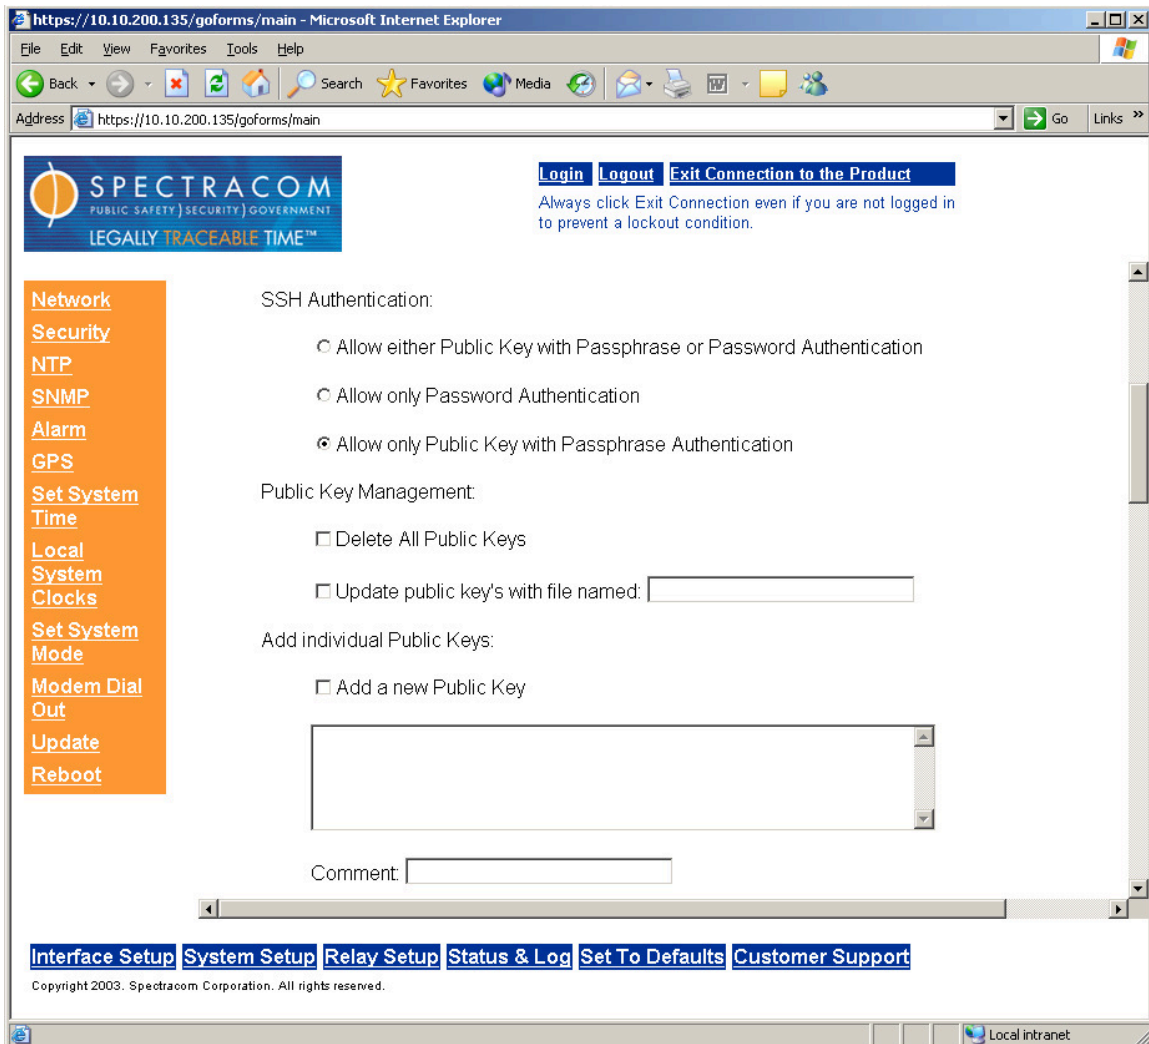 https://10.10.200.135/goforms/main - Microsoft Internet Explorer
File Edit View Favorites Tools Help
Back Search Favorites Media
Address https://10.10.200.135/goforms/main Go Links »
SPECTRACOM
PUBLIC SAFETY) SECURITY) GOVERNMENT
LEGALLY TRACEABLE TIME™
Login Logout Exit Connection to the Product
Always click Exit Connection even if you are not logged in
to prevent a lockout condition.
Network
Security
NTP
SNMP
Alarm
GPS
Set System
Time
Local
System
Clocks
Set System
Mode
Modem Dial
Out
Update
Reboot
SSH Authentication:
Allow either Public Key with Passphrase or Password Authentication
Allow only Password Authentication
Allow only Public Key with Passphrase Authentication
Public Key Management:
Delete All Public Keys
Update public key's with file named:
Add individual Public Keys:
Add a new Public Key
Comment:
Interface Setup System Setup Relay Setup Status & Log Set To Defaults Customer Support
Copyright 2003. Spectracom Corporation. All rights reserved.
Local intranet